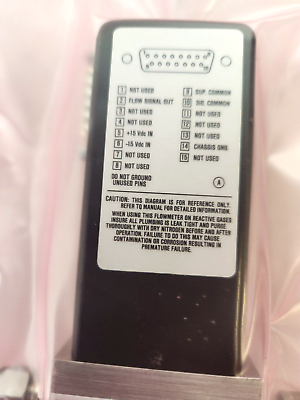 1 NOT USED
2 FLOW SIGNAL OUT
3 NOT USED
4 NOT USED
5 +15 Vdc IN
6 -15 Vdc IN
7 NOT USED
8 NOT USED
9 SUP. COMMON
10 SIG. COMMON
11 NOT USED
12 NOT USED
13 NOT USED
14 CHASSIS GND.
15 NOT USED
DO NOT GROUND
UNUSED PINS
A
CAUTION: THIS DIAGRAM IS FOR REFERENCE ONLY.
REFER TO MANUAL FOR DETAILED INFORMATION.
WHEN USING THIS FLOWMETER ON REACTIVE GASES
INSURE ALL PLUMBING IS LEAK TIGHT AND PURGE
THOROUGHLY WITH DRY NITROGEN BEFORE AND AFTER
OPERATION. FAILURE TO DO THIS MAY CAUSE
CONTAMINATION OR CORROSION RESULTING IN
PREMATURE FAILURE.